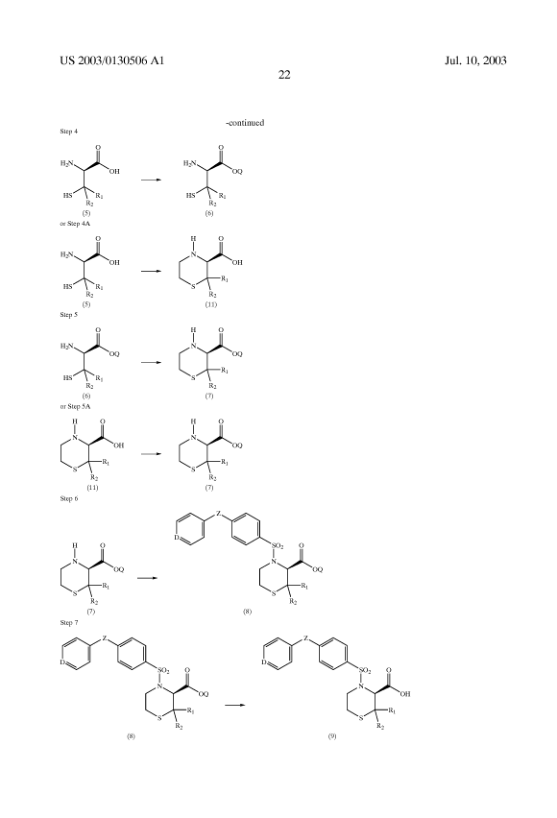 US 2003/0130506 A1
Jul. 10, 2003
22
-continued
Step 4
H2N O OH HS R1 R2
(5)
H2N O OQ HS R1 R2
(6)
or Step 4A
H2N O OH HS R1 R2
(5)
H N O OH S R1 R2
(11)
Step 5
H2N O OQ HS R1 R2
(6)
H N O OQ S R1 R2
(7)
or Step 5A
H N O OH S R1 R2
(11)
H N O OQ S R1 R2
(7)
Step 6
H N O OQ S R1 R2
(7)
D Z SO2 N O OQ S R1 R2
(8)
Step 7
D Z SO2 N O OQ S R1 R2
(8)
D Z SO2 N O OH S R1 R2
(9)